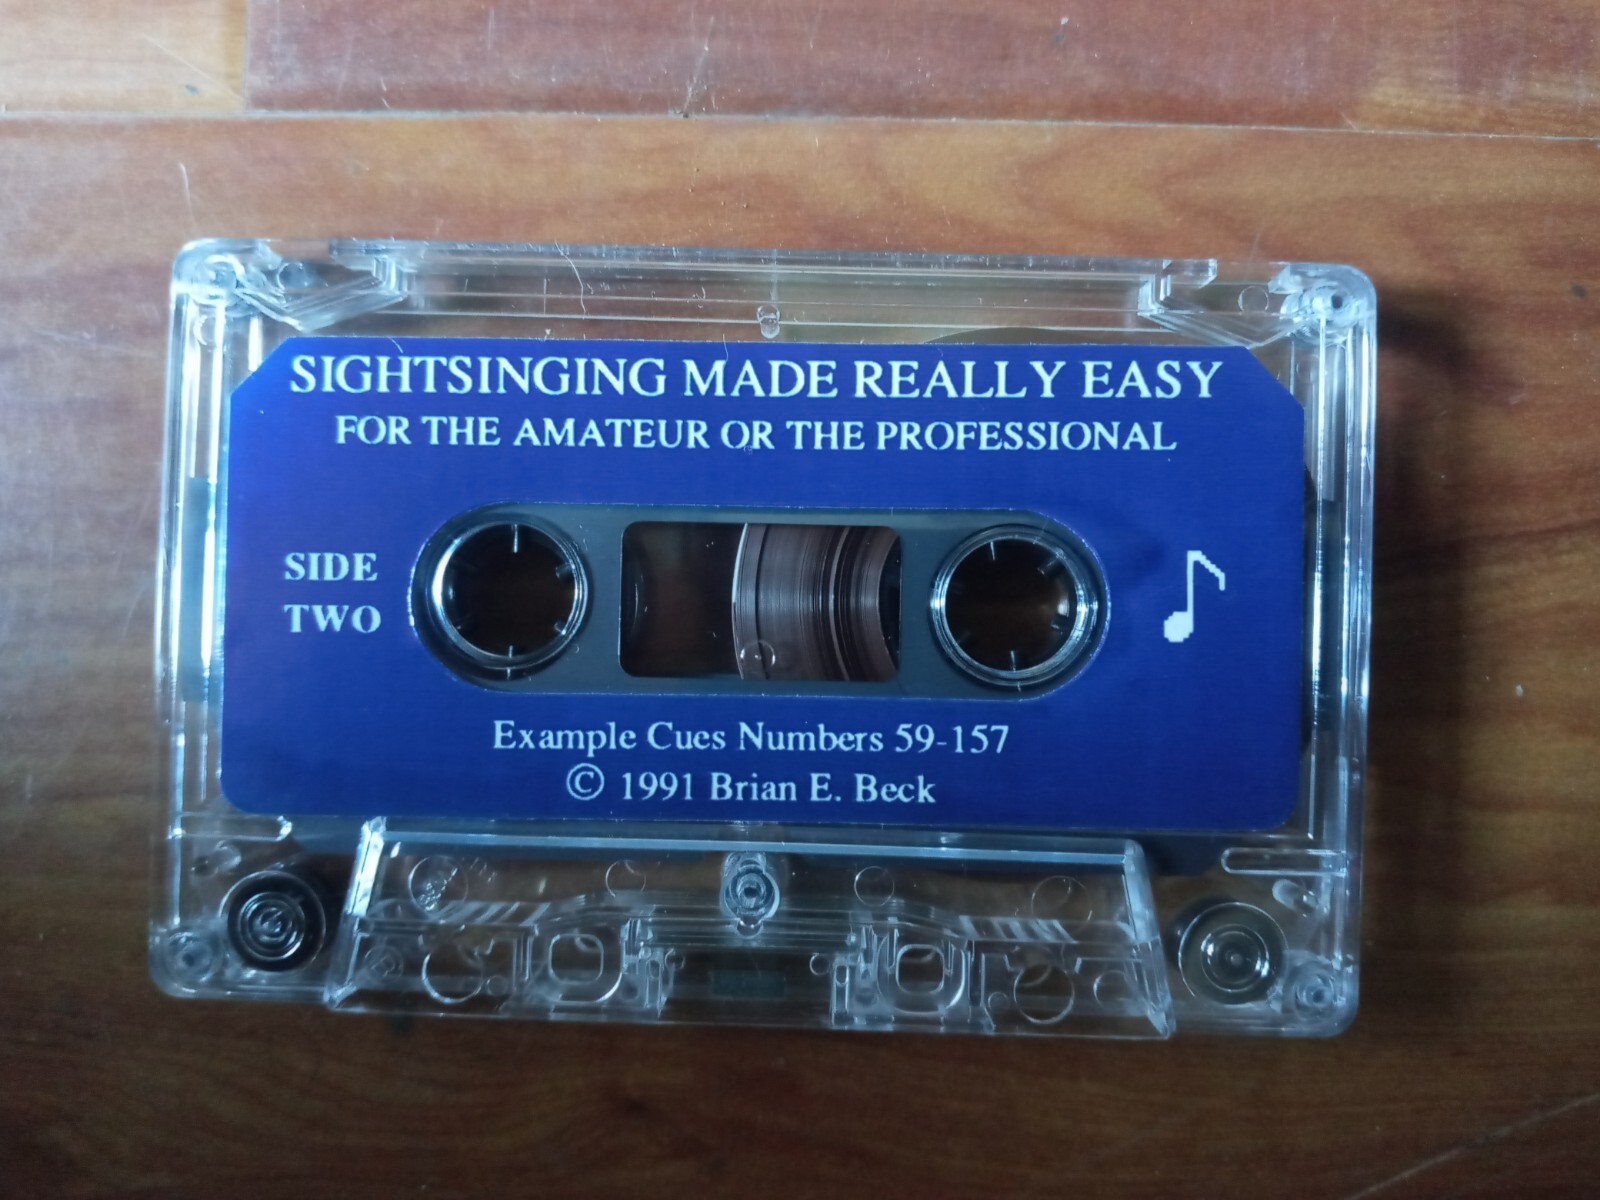 SIGHTSINGING MADE REALLY EASY
FOR THE AMATEUR OR THE PROFESSIONAL
SIDE
TWO
Example Cues Numbers 59-157
© 1991 Brian E. Beck